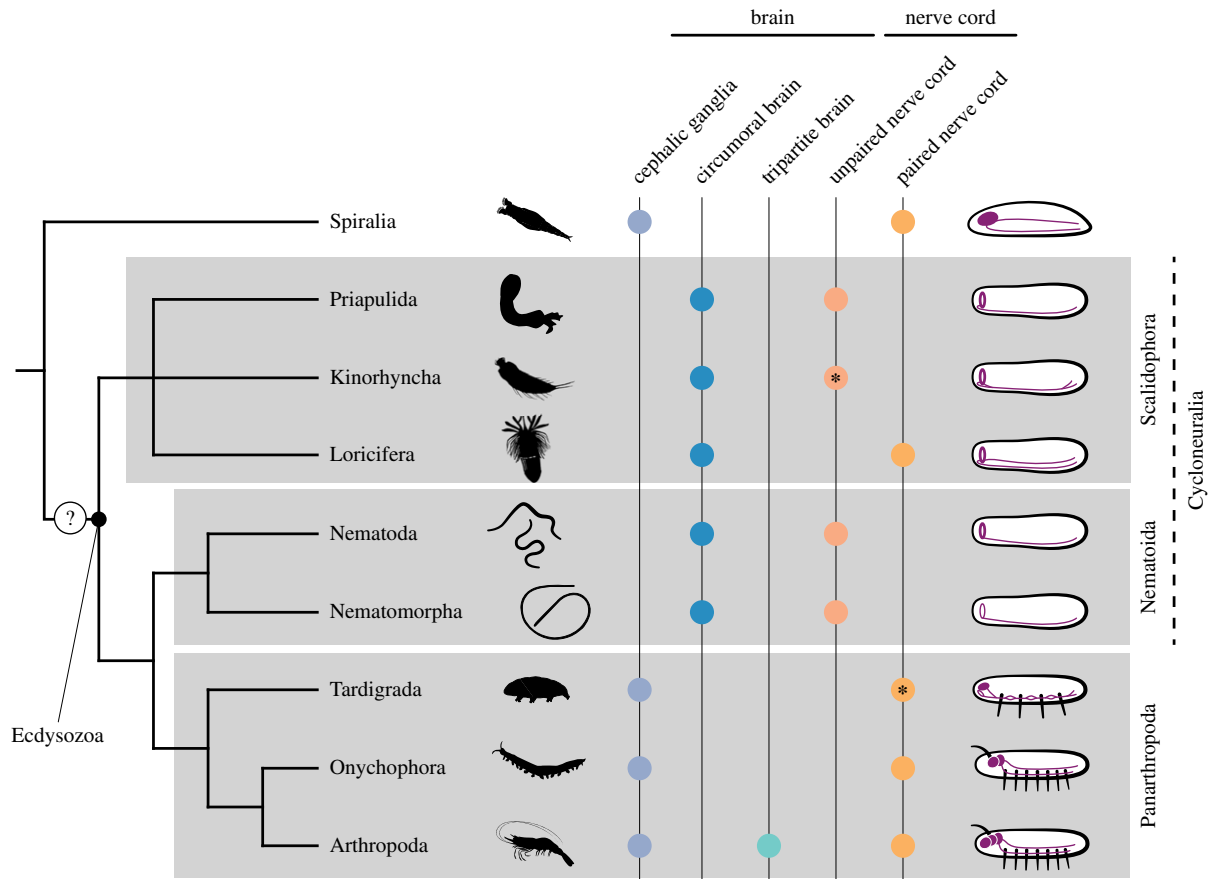 brain
nerve cord
cephalic ganglia
circumoral brain
tripartite brain
unpaired nerve cord
paired nerve cord
Spiralia
Priapulida
Kinorhyncha
*
Loricifera
Scalidophora
Cycloneuralia
?
Nematoda
Nematomorpha
Nematoida
Tardigrada
*
Ecdysozoa
Onychophora
Arthropoda
Panarthropoda